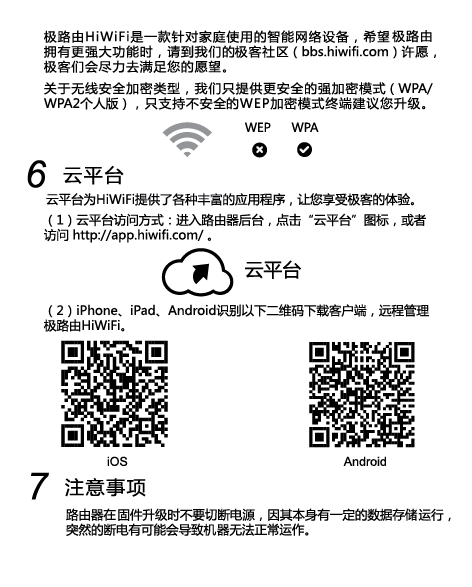 极路由HiWiFi是一款针对家庭使用的智能网络设备，希望极路由
拥有更强大功能时，请到我们的极客社区（bbs.hiwifi.com）许愿，
极客们会尽力去满足您的愿望。
关于无线安全加密类型，我们只提供更安全的强加密模式（WPA/
WPA2个人版），只支持不安全的WEP加密模式终端建议您升级。
WEP WPA
6 云平台
云平台为HiWiFi提供了各种丰富的应用程序，让您享受极客的体验。
（1）云平台访问方式：进入路由器后台，点击“云平台”图标，或者
访问 http://app.hiwifi.com/ 。
云平台
（2）iPhone、iPad、Android识别以下二维码下载客户端，远程管理
极路由HiWiFi。
iOS Android
7 注意事项
路由器在固件升级时不要切断电源，因其本身有一定的数据存储运行，
突然的断电有可能会导致机器无法正常运作。